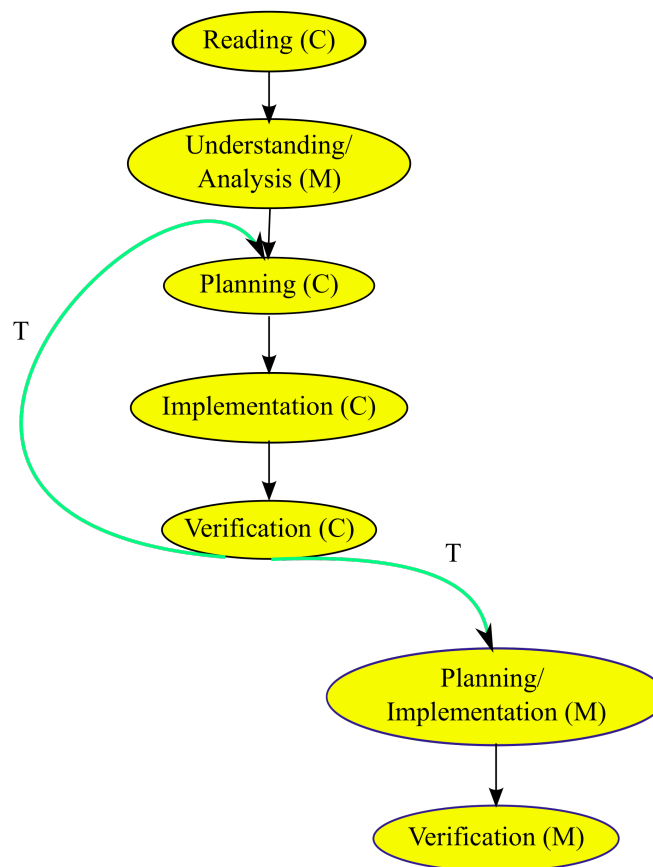 Reading (C)
Understanding/
Analysis (M)
Planning (C)
T
Implementation (C)
Verification (C)
T
Planning/
Implementation (M)
Verification (M)